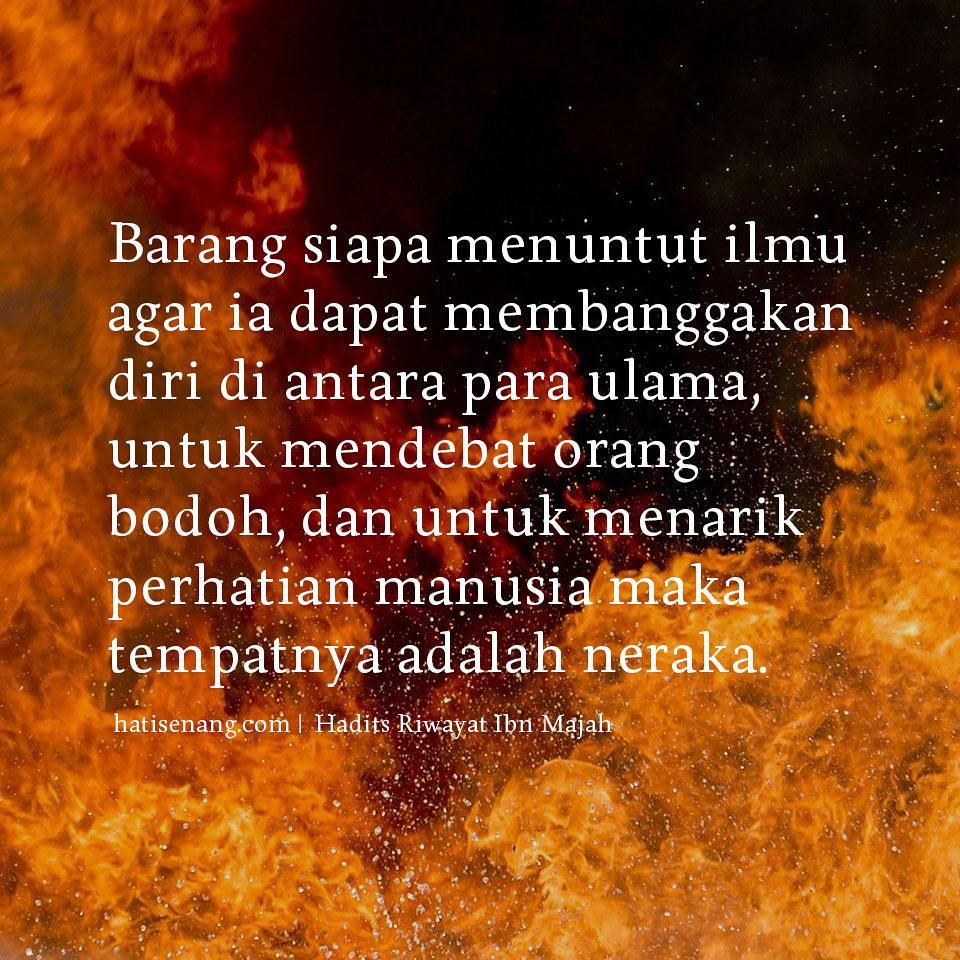 Barang siapa menuntut ilmu
agar ia dapat membanggakan
diri di antara para ulama,
untuk mendebat orang
bodoh, dan untuk menarik
perhatian manusia maka
tempatnya adalah neraka.
hatisenang.com | Hadits Riwayat Ibn Majah